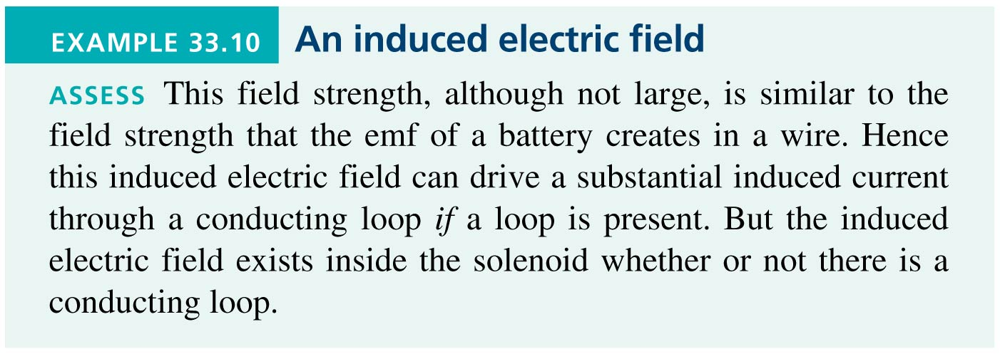 EXAMPLE 33.10 An induced electric field
ASSESS This field strength, although not large, is similar to the
field strength that the emf of a battery creates in a wire. Hence
this induced electric field can drive a substantial induced current
through a conducting loop if a loop is present. But the induced
electric field exists inside the solenoid whether or not there is a
conducting loop.